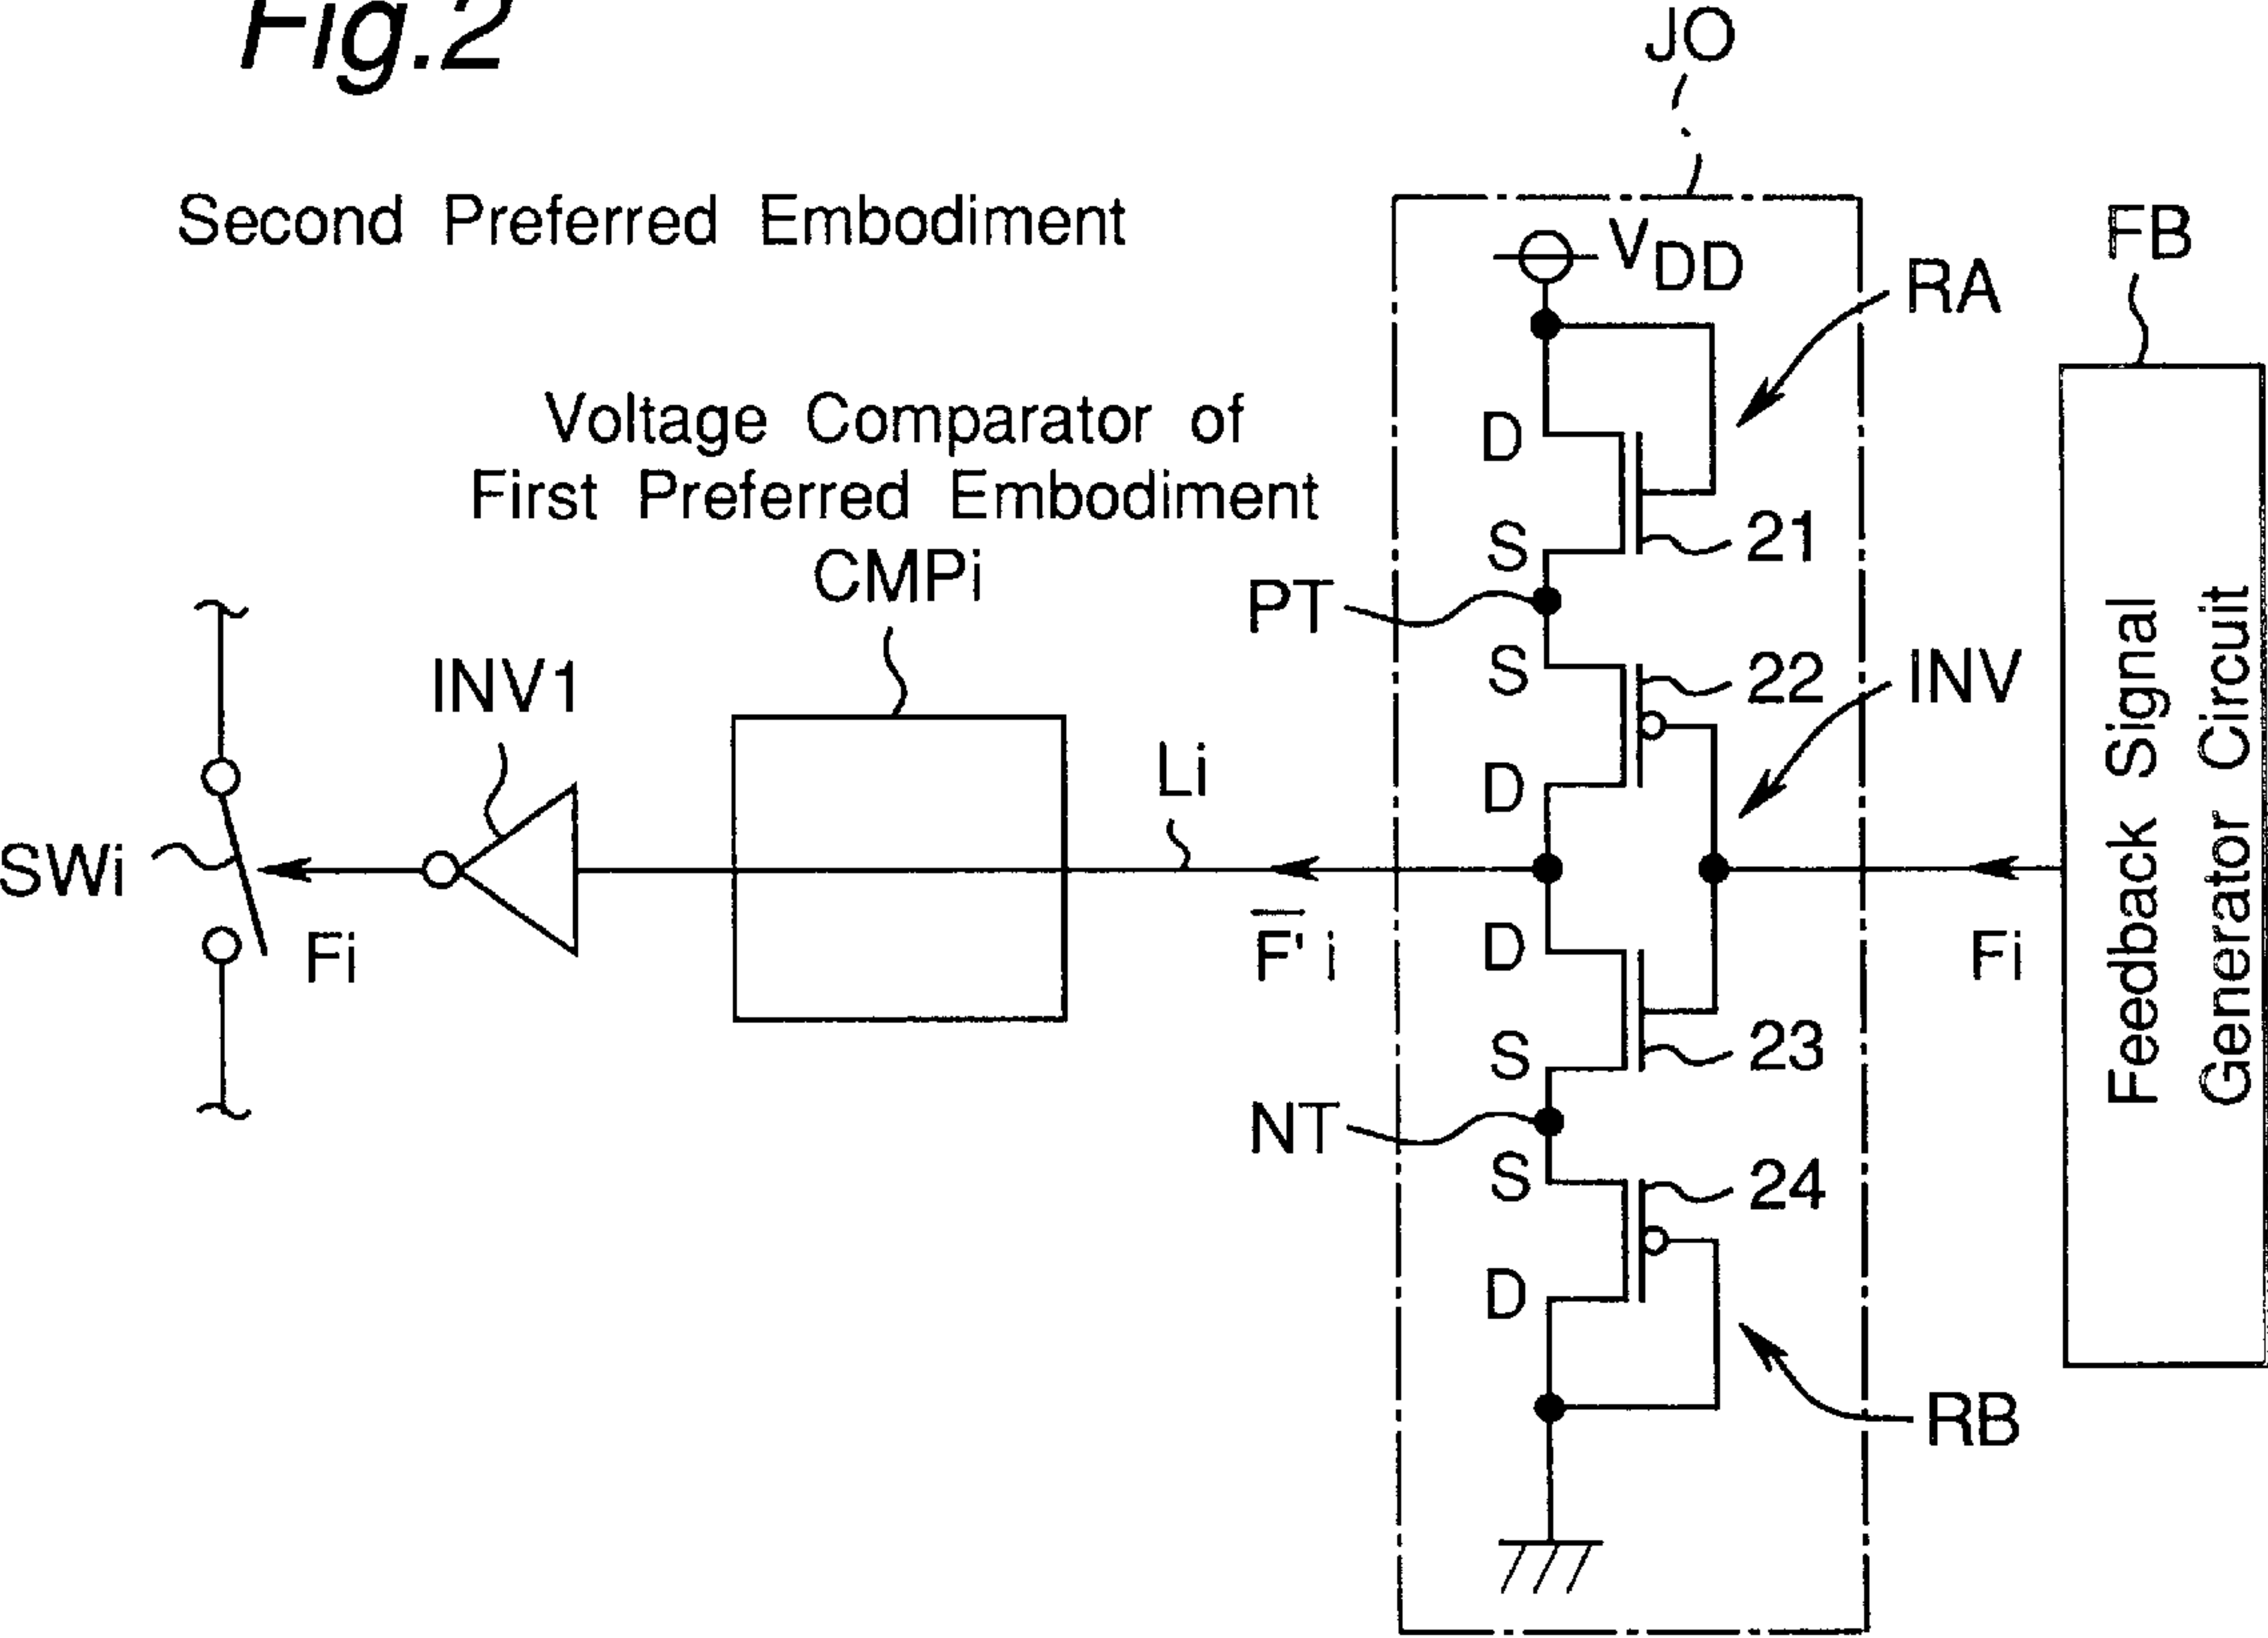 Fig.2
JO
Second Preferred Embodiment
VDD
RA
FB
Voltage Comparator of
First Preferred Embodiment
CMPi
D
S
21
PT
S
22
INV
INV1
D
Li
SWi
Fi
F̅'̅i
D
Fi
Feedback Signal
Generator Circuit
S
23
NT
S
24
D
RB